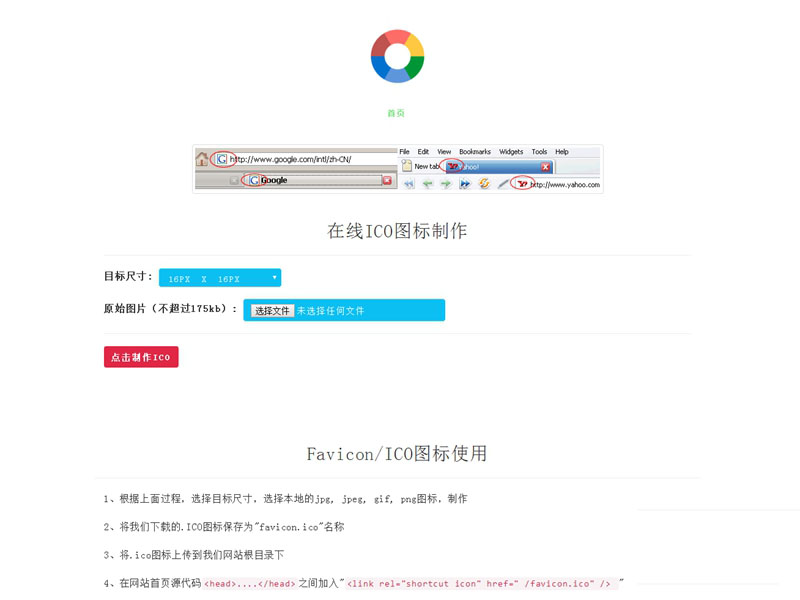 首页
http://www.google.com/intl/zh-CN/
Google
File Edit View Bookmarks Widgets Tools Help
New tab
Yahoo!
http://www.yahoo.com
在线ICO图标制作
目标尺寸: 16PX X 16PX
原始图片（不超过175kb）: 选择文件 未选择任何文件
点击制作ICO
Favicon/ICO图标使用
1、根据上面过程，选择目标尺寸，选择本地的jpg, jpeg, gif, png图标，制作
2、将我们下载的.ICO图标保存为"favicon.ico"名称
3、将.ico图标上传到我们网站根目录下
4、在网站首页源代码<head>....</head>之间加入"<link rel="shortcut icon" href=" /favicon.ico" /> "